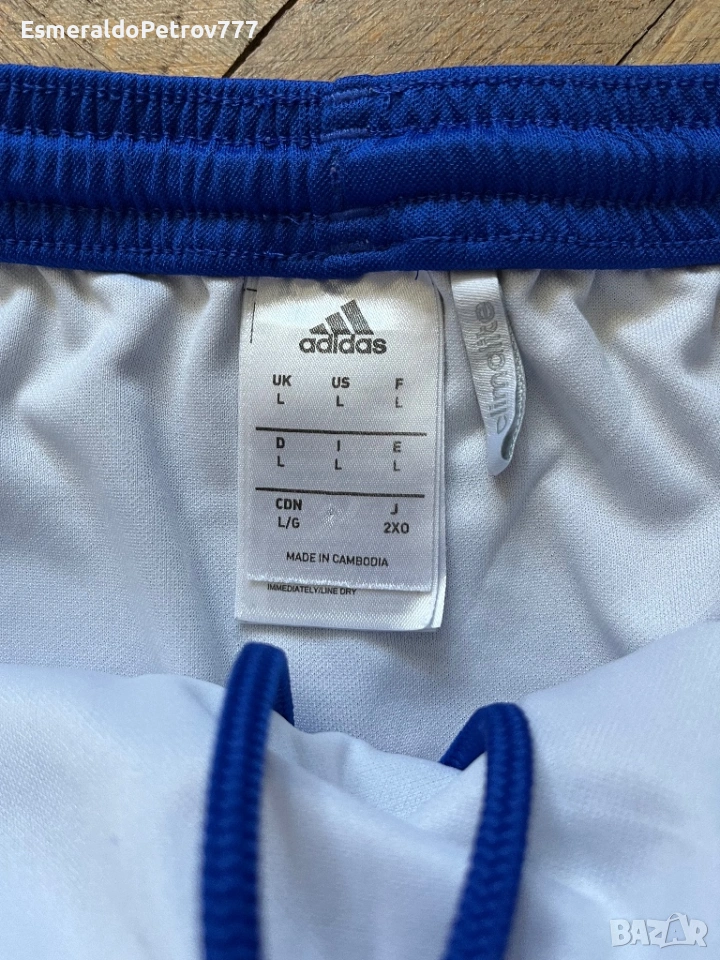 EsmeraldoPetrov777
adidas
UK US F
L L L
D I E
L L L
CDN J
L/G 2XO
MADE IN CAMBODIA
IMMEDIATELY/LINE DRY
climalite
BAZAR